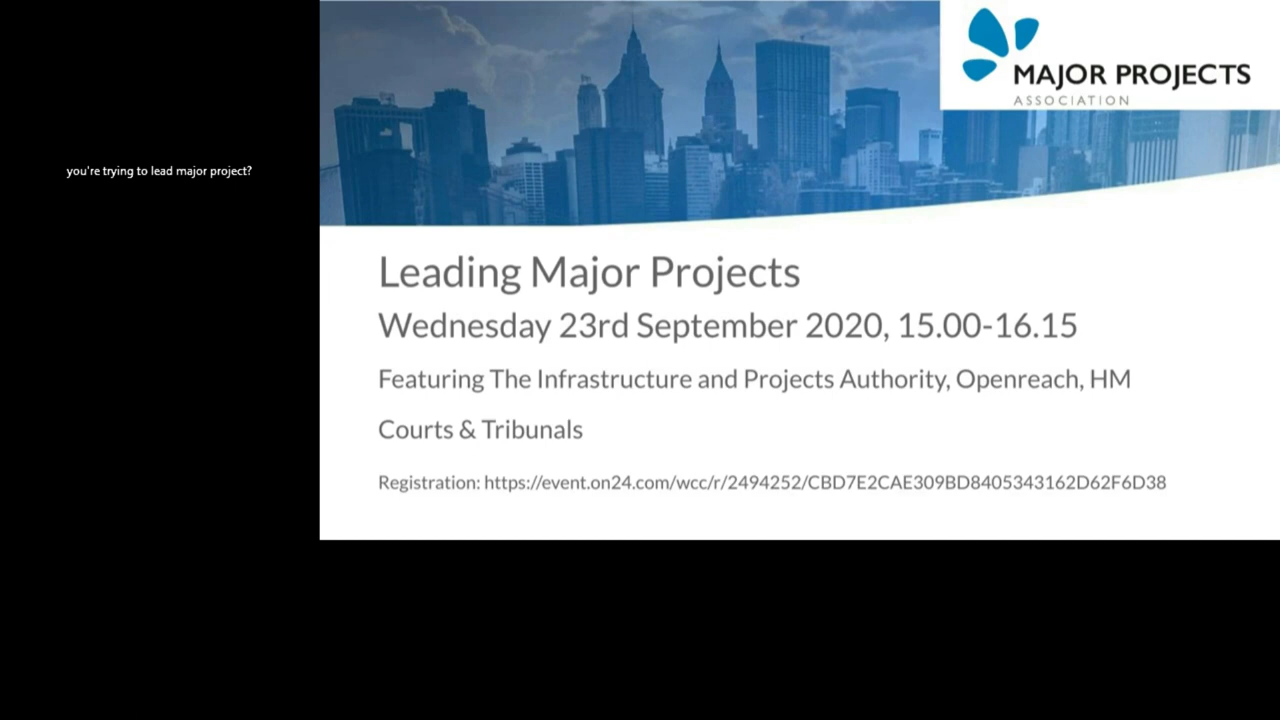 you're trying to lead major project?
MAJOR PROJECTS
ASSOCIATION
Leading Major Projects
Wednesday 23rd September 2020, 15.00-16.15
Featuring The Infrastructure and Projects Authority, Openreach, HM
Courts & Tribunals
Registration: https://event.on24.com/wcc/r/2494252/CBD7E2CAE309BD8405343162D62F6D38